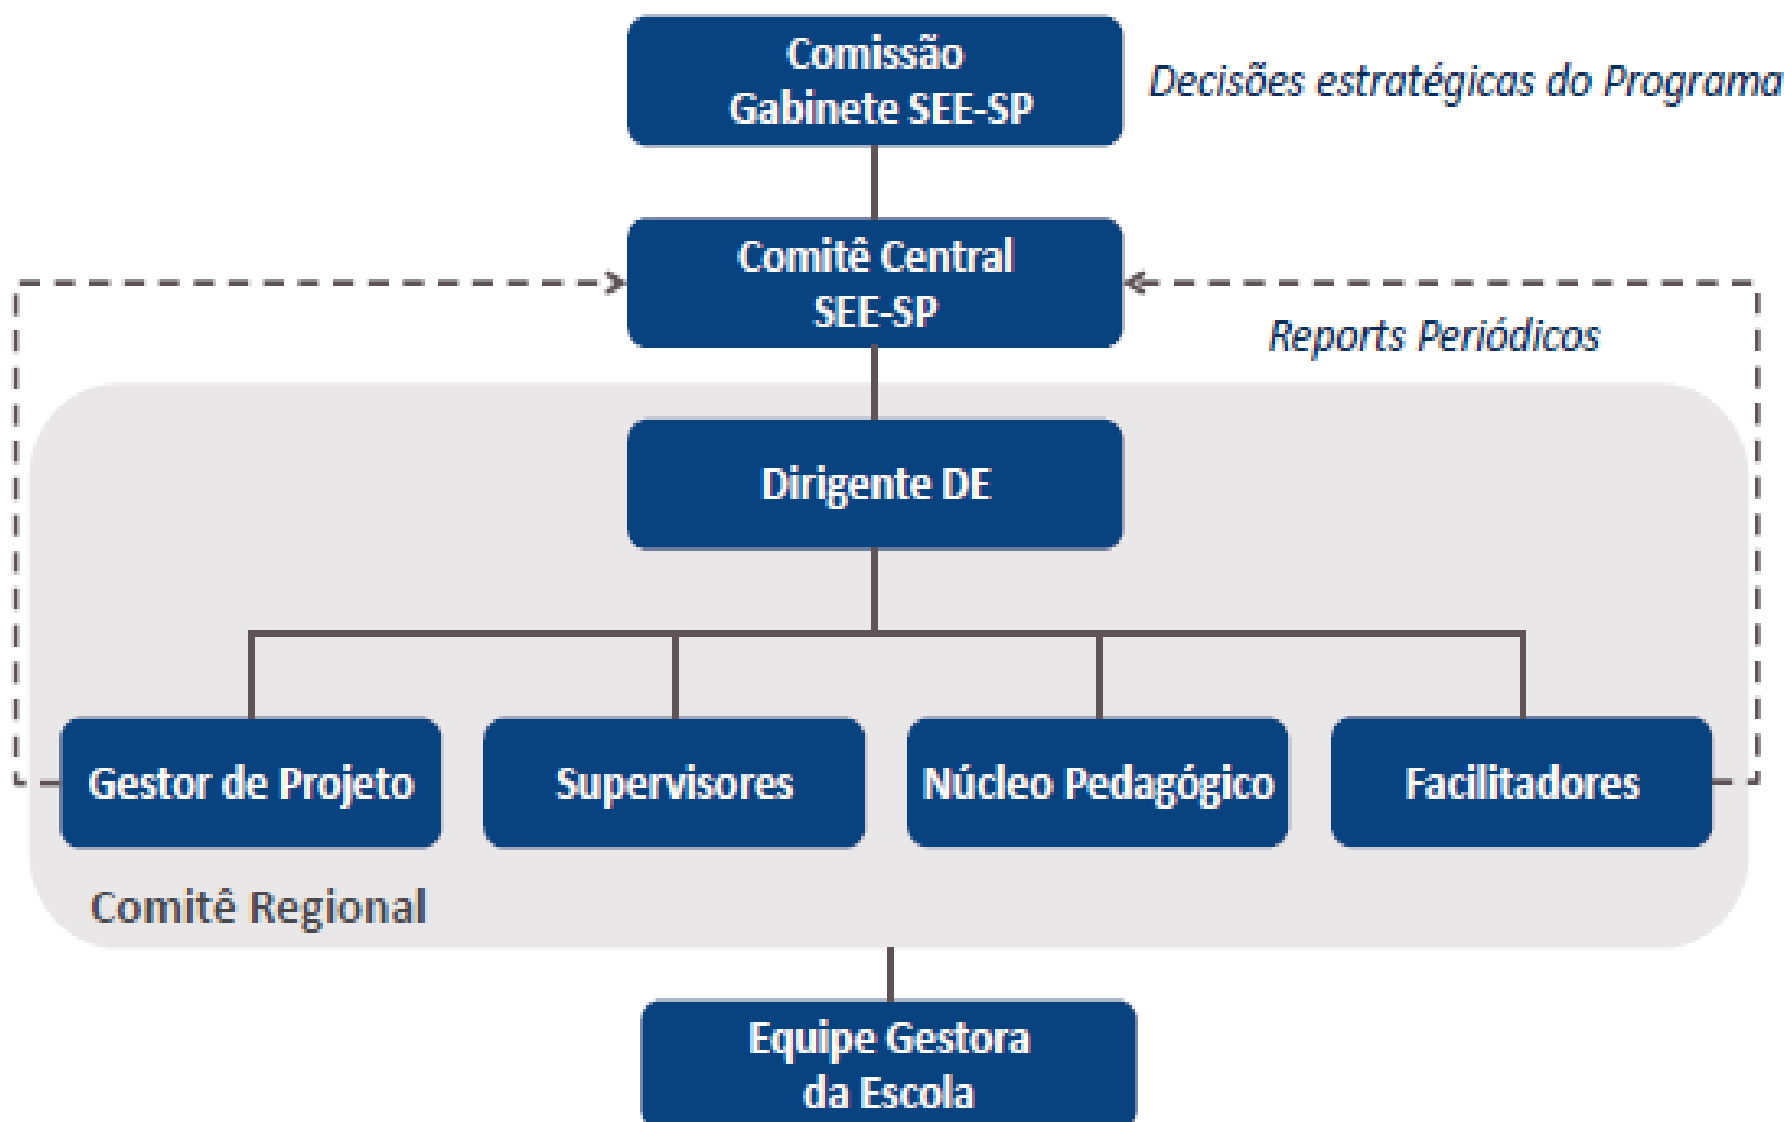 Comissão
Gabinete SEE-SP
Decisões estratégicas do Programa
Comitê Central
SEE-SP
Reports Periódicos
Dirigente DE
Gestor de Projeto
Supervisores
Núcleo Pedagógico
Facilitadores
Comitê Regional
Equipe Gestora
da Escola